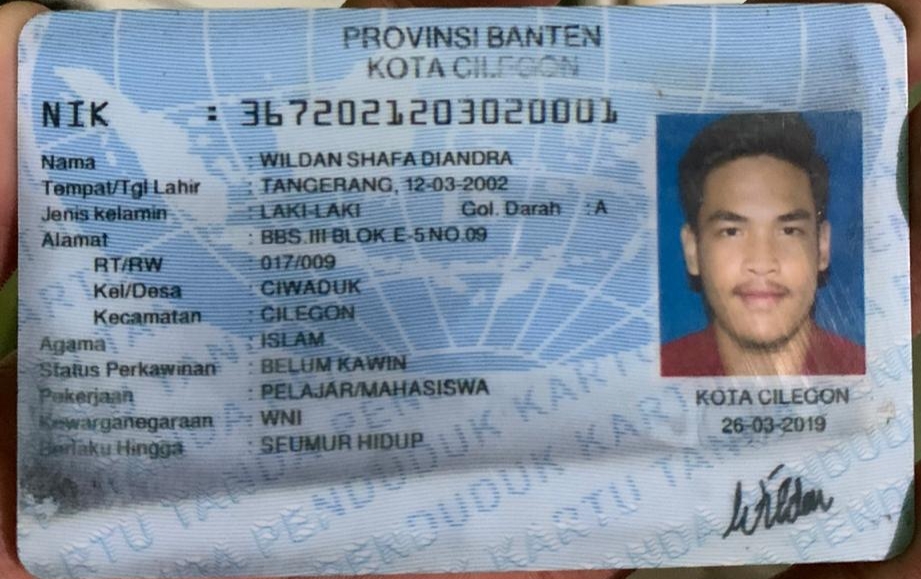 PROVINSI BANTEN
KOTA CILEGON
NIK : 3672021203020001
Nama : WILDAN SHAFA DIANDRA
Tempat/Tgl Lahir : TANGERANG, 12-03-2002
Jenis kelamin : LAKI-LAKI Gol. Darah : A
Alamat : BBS.III BLOK.E-5 NO.09
RT/RW : 017/009
Kel/Desa : CIWADUK
Kecamatan : CILEGON
Agama : ISLAM
Status Perkawinan : BELUM KAWIN
Pekerjaan : PELAJAR/MAHASISWA
Kewarganegaraan : WNI
Berlaku Hingga : SEUMUR HIDUP
KOTA CILEGON
26-03-2019
Wildan
KARTU TANDA PENDUDUK KARTU TANDA PENDUDUK